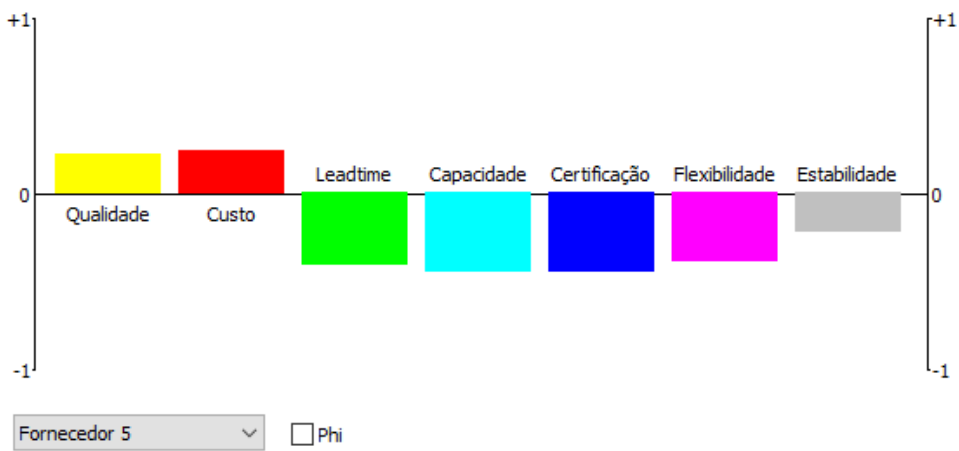 +1 +1
Leadtime Capacidade Certificação Flexibilidade Estabilidade
0 0
Qualidade Custo
-1 -1
Fornecedor 5 Phi